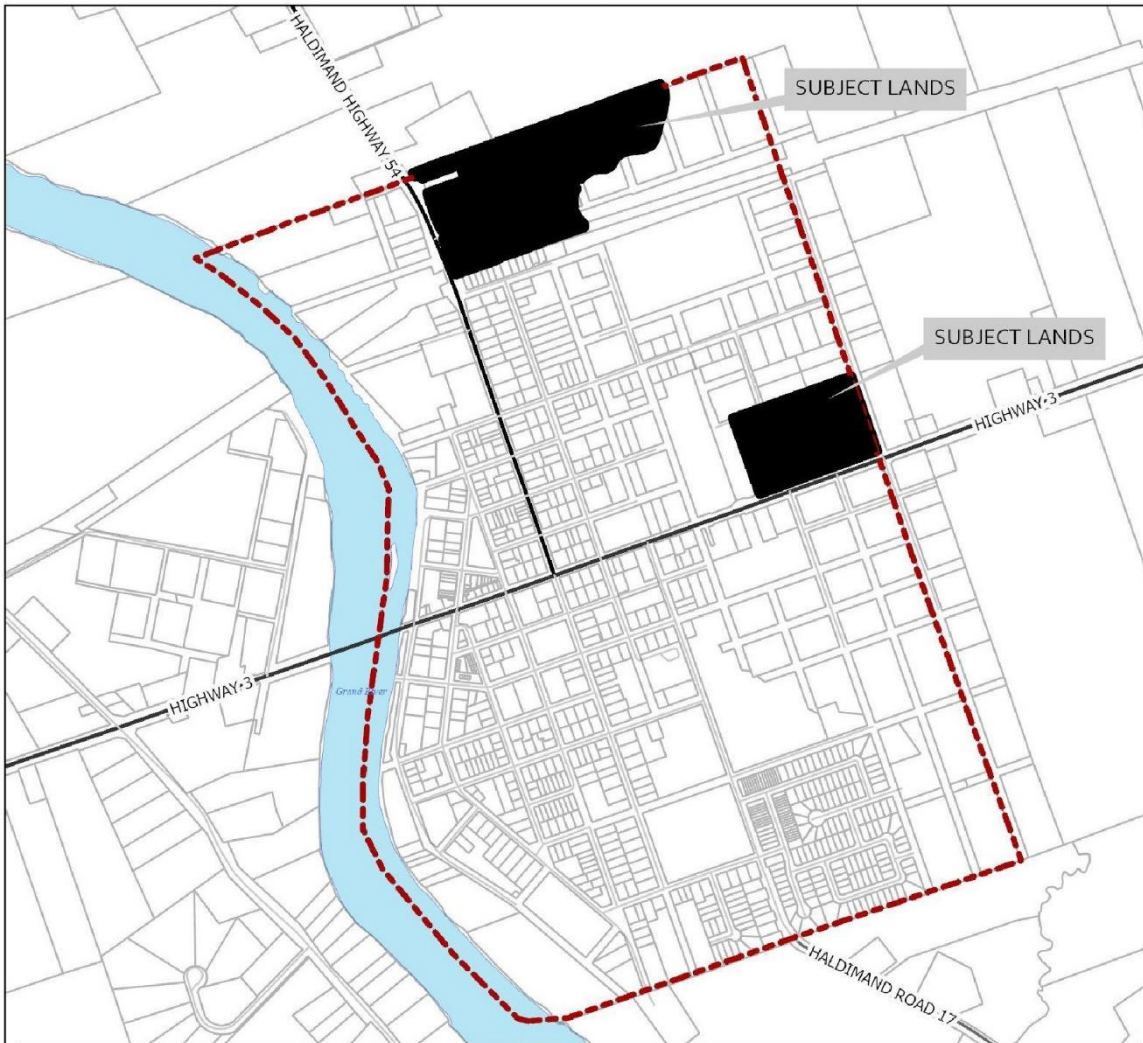 HALDIMAND HIGHWAY 54
SUBJECT LANDS
SUBJECT LANDS
HIGHWAY 3
HIGHWAY 3
Grand River
HALDIMAND ROAD 17